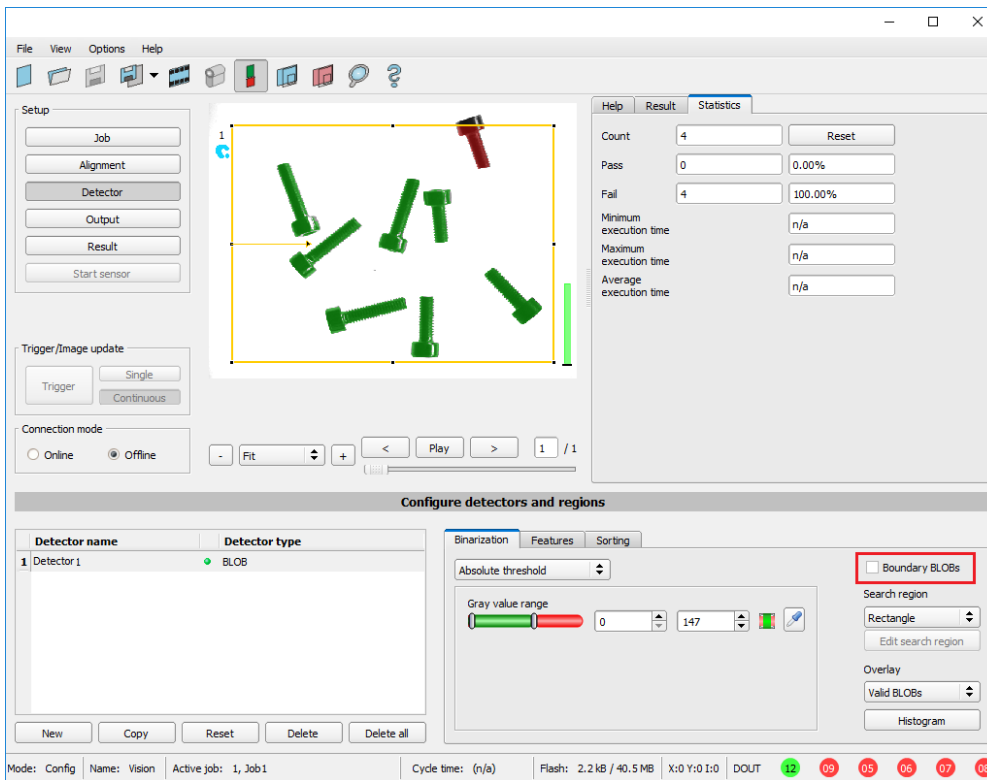 File View Options Help
Setup
Job
Alignment
Detector
Output
Result
Start sensor
Trigger/Image update
Trigger
Single
Continuous
Connection mode
Online Offline
1
- Fit + < Play > 1 / 1
Help Result Statistics
Count 4 Reset
Pass 0 0.00%
Fail 4 100.00%
Minimum
execution time n/a
Maximum
execution time n/a
Average
execution time n/a
Configure detectors and regions
Detector name Detector type
1 Detector1 BLOB
New Copy Reset Delete Delete all
Binarization Features Sorting
Absolute threshold
Gray value range
0 147
Boundary BLOBs
Search region
Rectangle
Edit search region
Overlay
Valid BLOBs
Histogram
Mode: Config Name: Vision Active job: 1, Job1 Cycle time: (n/a) Flash: 2.2 kB / 40.5 MB X:0 Y:0 I:0 DOUT 12 09 05 06 07 08